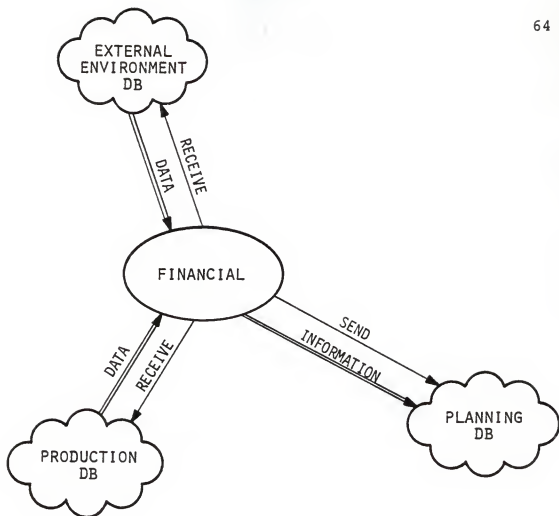 64
EXTERNAL
ENVIRONMENT
DB
DATA
RECEIVE
FINANCIAL
SEND
INFORMATION
DATA
RECEIVE
PLANNING
DB
PRODUCTION
DB